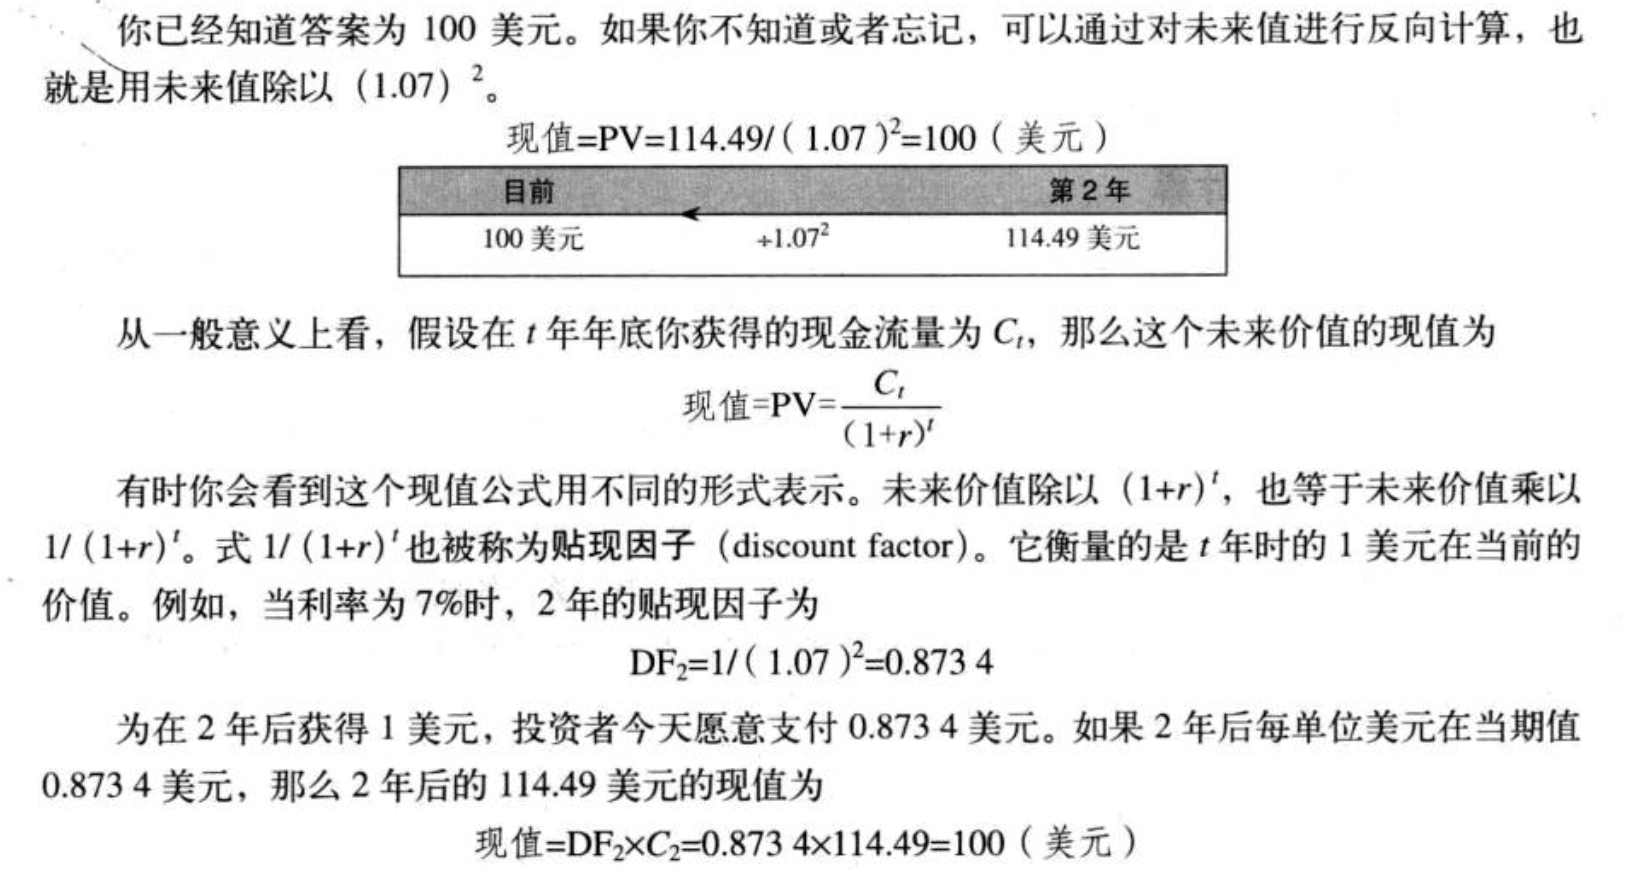 你已经知道答案为 100 美元。如果你不知道或者忘记，可以通过对未来值进行反向计算，也
就是用未来值除以（1.07）²。
现值=PV=114.49/( 1.07 )²=100（美元）
目前 第 2 年
100 美元 ÷1.07² 114.49 美元
从一般意义上看，假设在 t 年年底你获得的现金流量为 Cₜ，那么这个未来价值的现值为
现值=PV=Cₜ/(1+r)ᵗ
有时你会看到这个现值公式用不同的形式表示。未来价值除以（1+r）ᵗ，也等于未来价值乘以
1/（1+r）ᵗ。式 1/（1+r）ᵗ也被称为贴现因子（discount factor）。它衡量的是 t 年时的 1 美元在当前的
价值。例如，当利率为 7%时，2 年的贴现因子为
DF₂=1/( 1.07 )²=0.873 4
为在 2 年后获得 1 美元，投资者今天愿意支付 0.873 4 美元。如果 2 年后每单位美元在当期值
0.873 4 美元，那么 2 年后的 114.49 美元的现值为
现值=DF₂×C₂=0.873 4×114.49=100（美元）